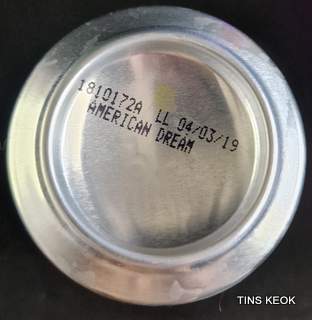 1810172A LL 04/03/19
AMERICAN DREAM
TINS KEOK